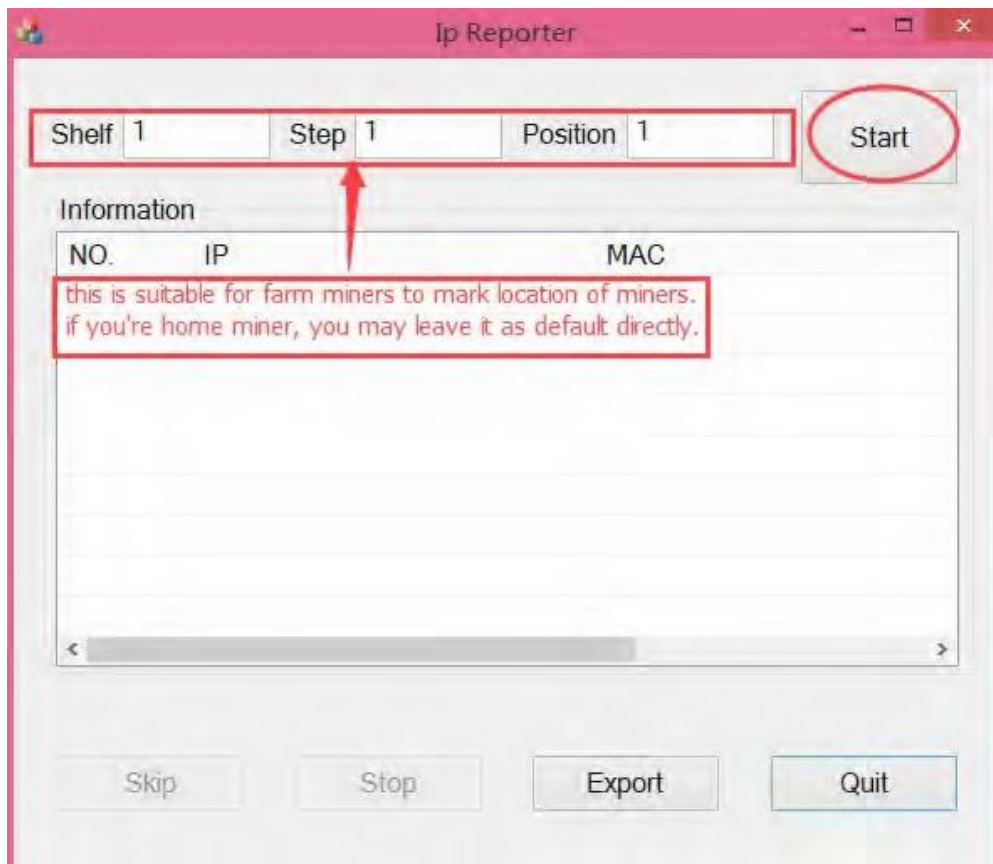 Ip Reporter
Shelf 1 Step 1 Position 1 Start
Information
NO. IP MAC
this is suitable for farm miners to mark location of miners.
if you're home miner, you may leave it as default directly.
Skip Stop Export Quit